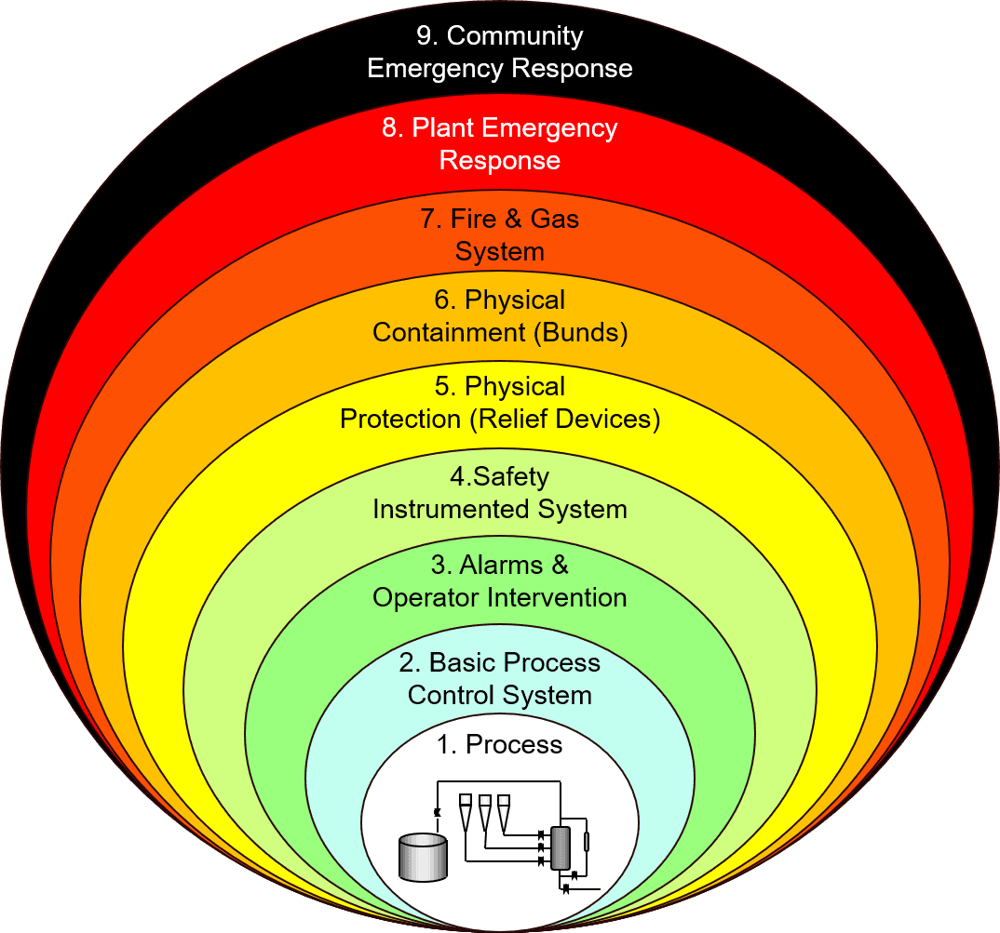 9. Community
Emergency Response
8. Plant Emergency
Response
7. Fire & Gas
System
6. Physical
Containment (Bunds)
5. Physical
Protection (Relief Devices)
4.Safety
Instrumented System
3. Alarms &
Operator Intervention
2. Basic Process
Control System
1. Process